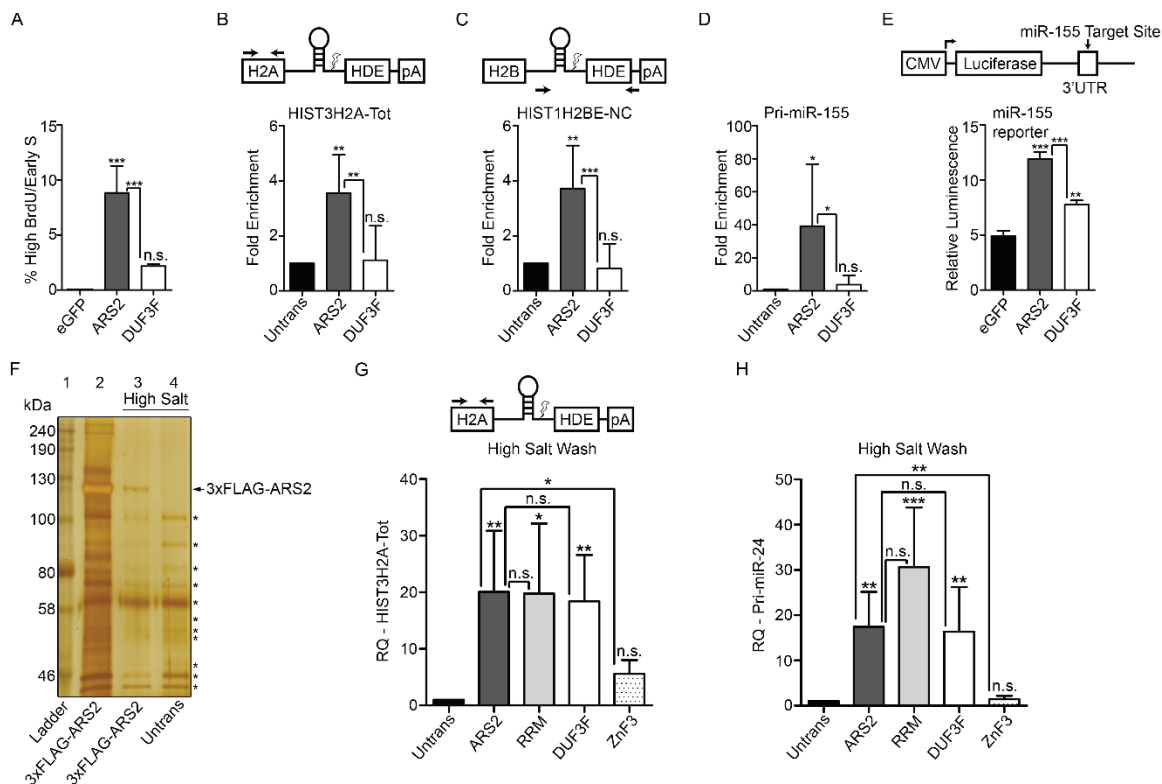 A
% High BrdU/Early S
15
10
5
0
***
***
n.s.
eGFP
ARS2
DUF3F
B
H2A
HDE
pA
HIST3H2A-Tot
Fold Enrichment
6
4
2
0
**
**
n.s.
Untrans
ARS2
DUF3F
C
H2B
HDE
pA
HIST1H2BE-NC
Fold Enrichment
6
4
2
0
**
***
n.s.
Untrans
ARS2
DUF3F
D
Pri-miR-155
Fold Enrichment
100
80
60
40
20
0
*
*
n.s.
Untrans
ARS2
DUF3F
E
miR-155 Target Site
CMV
Luciferase
3'UTR
miR-155
reporter
Relative Luminescence
15
10
5
0
***
***
**
eGFP
ARS2
DUF3F
F
1 2 3 4
High Salt
kDa
240
190
130
100
80
58
46
3xFLAG-ARS2
*
*
*
*
*
*
*
*
*
*
*
Ladder
3xFLAG-ARS2
3xFLAG-ARS2
Untrans
G
H2A
HDE
pA
High Salt Wash
RQ - HIST3H2A-Tot
40
30
20
10
0
*
n.s.
**
n.s.
*
**
n.s.
Untrans
ARS2
RRM
DUF3F
ZnF3
H
High Salt Wash
RQ - Pri-miR-24
50
40
30
20
10
0
**
n.s.
***
n.s.
**
**
n.s.
Untrans
ARS2
RRM
DUF3F
ZnF3